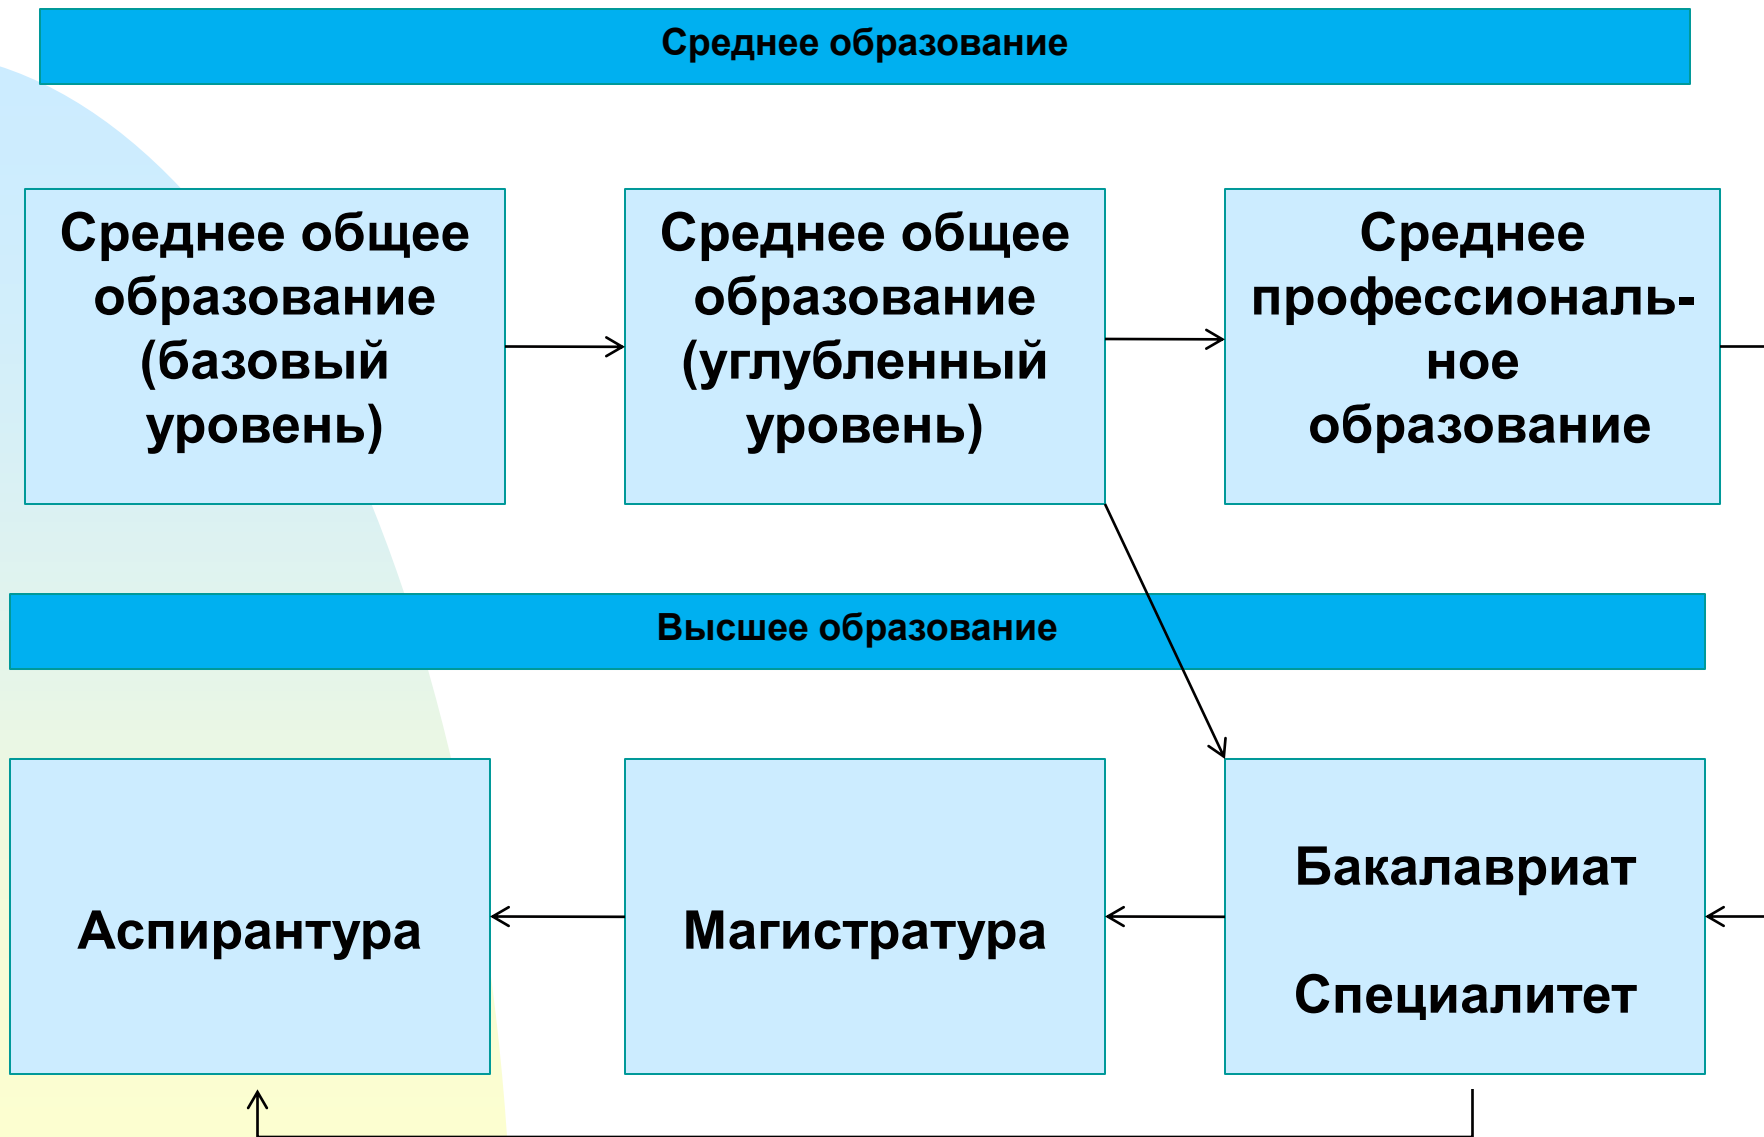 Среднее образование
Среднее общее
образование
(базовый
уровень)
Среднее общее
образование
(углубленный
уровень)
Среднее
профессиональ-
ное
образование
Высшее образование
Аспирантура
Магистратура
Бакалавриат
Специалитет